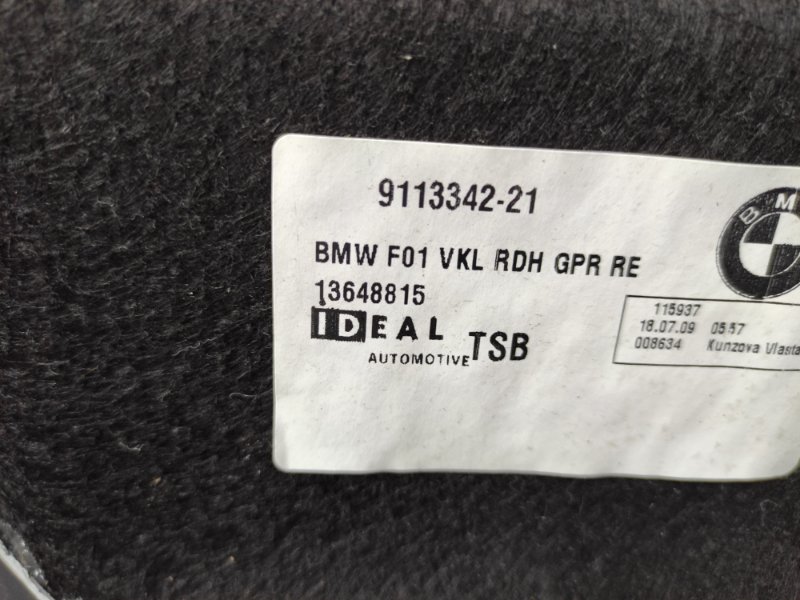 9113342-21
BM
BMW F01 VKL RDH GPR RE
13648815
IDEAL
AUTOMOTIVE TSB
115937
18.07.09 05:57
008634 Kunzova Vlasta